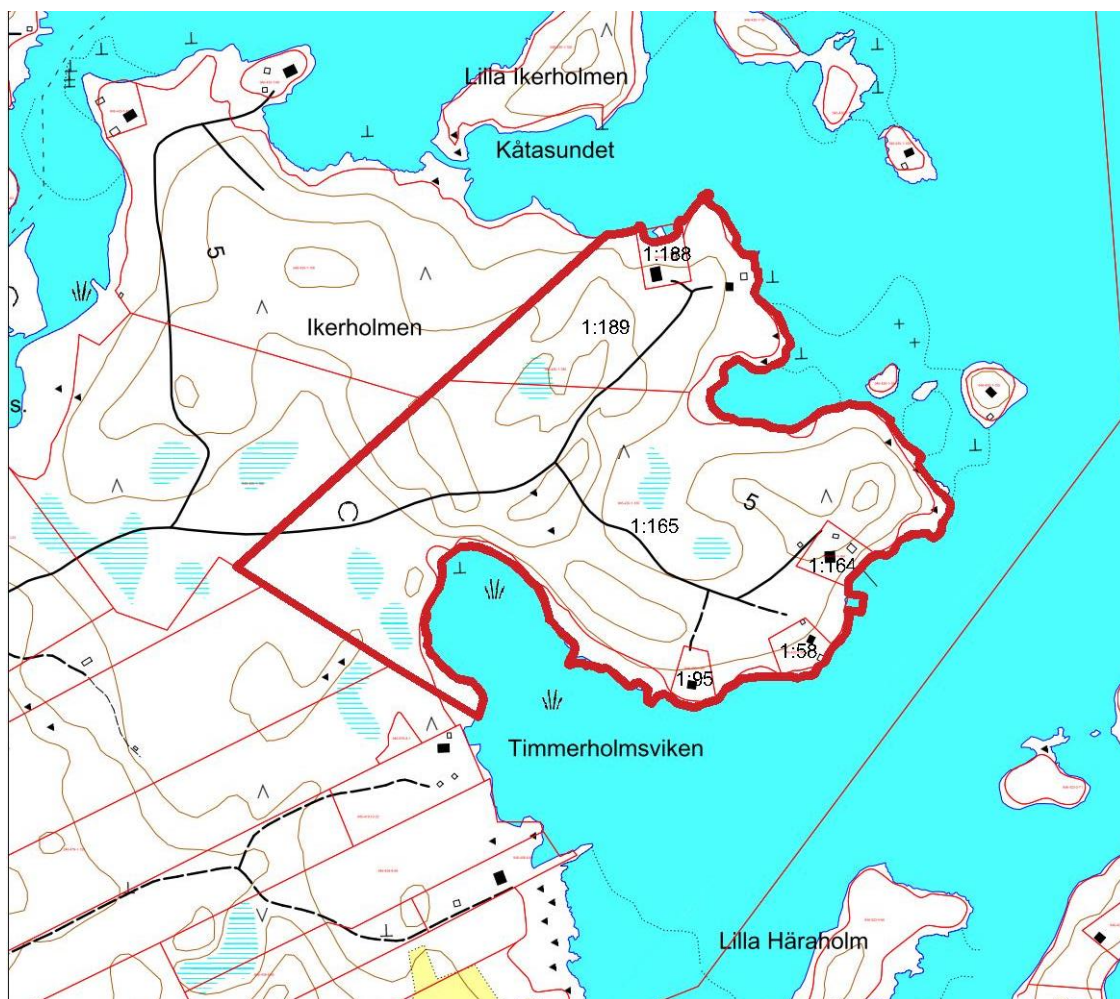 Lilla Ikerholmen
Kåtasundet
1:188
5
Ikerholmen
1:189
s.
5
1:165
1:164
1:58
1:95
Timmerholmsviken
Lilla Häraholm